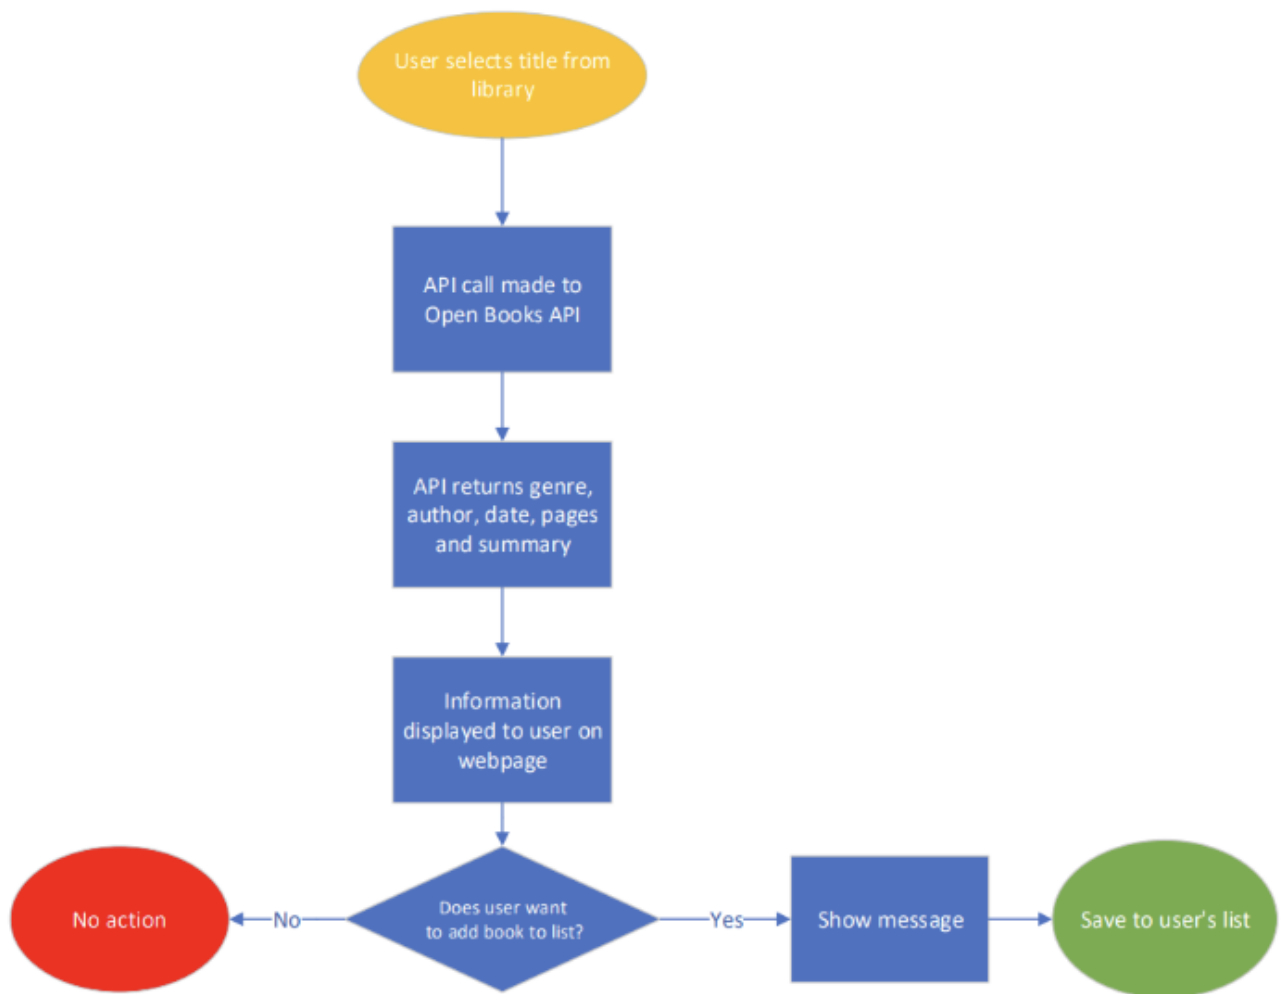 User selects title from
library
API call made to
Open Books API
API returns genre,
author, date, pages
and summary
Information
displayed to user on
webpage
Does user want
to add book to list?
No
No action
Yes
Show message
Save to user's list